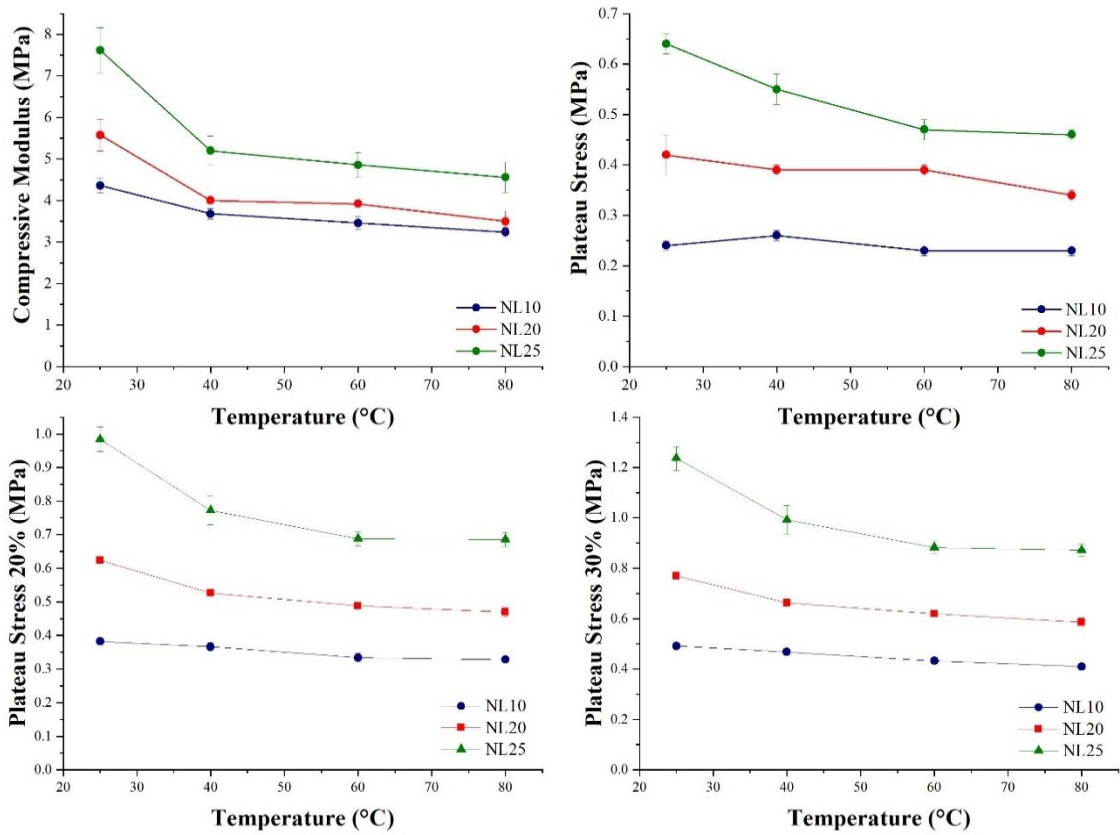 Compressive Modulus (MPa)
8
7
6
5
4
3
2
1
0
NL10
NL20
NL25
20 30 40 50 60 70 80
Temperature (°C)
Plateau Stress (MPa)
0.7
0.6
0.5
0.4
0.3
0.2
0.1
0.0
NL10
NL20
NL25
20 30 40 50 60 70 80
Temperature (°C)
Plateau Stress 20% (MPa)
1.0
0.9
0.8
0.7
0.6
0.5
0.4
0.3
0.2
0.1
0.0
NL10
NL20
NL25
20 30 40 50 60 70 80
Temperature (°C)
Plateau Stress 30% (MPa)
1.4
1.2
1.0
0.8
0.6
0.4
0.2
0.0
NL10
NL20
NL25
20 30 40 50 60 70 80
Temperature (°C)